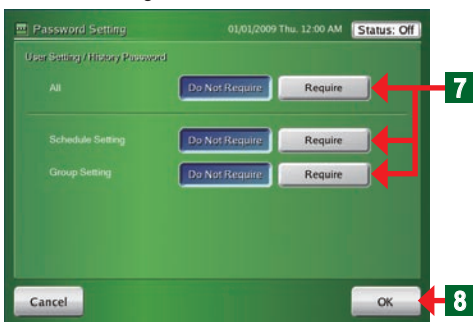 Password Setting 01/01/2009 Thu. 12:00 AM Status: Off
User Setting / History Password
All Do Not Require Require 7
Schedule Setting Do Not Require Require
Group Setting Do Not Require Require
Cancel OK 8